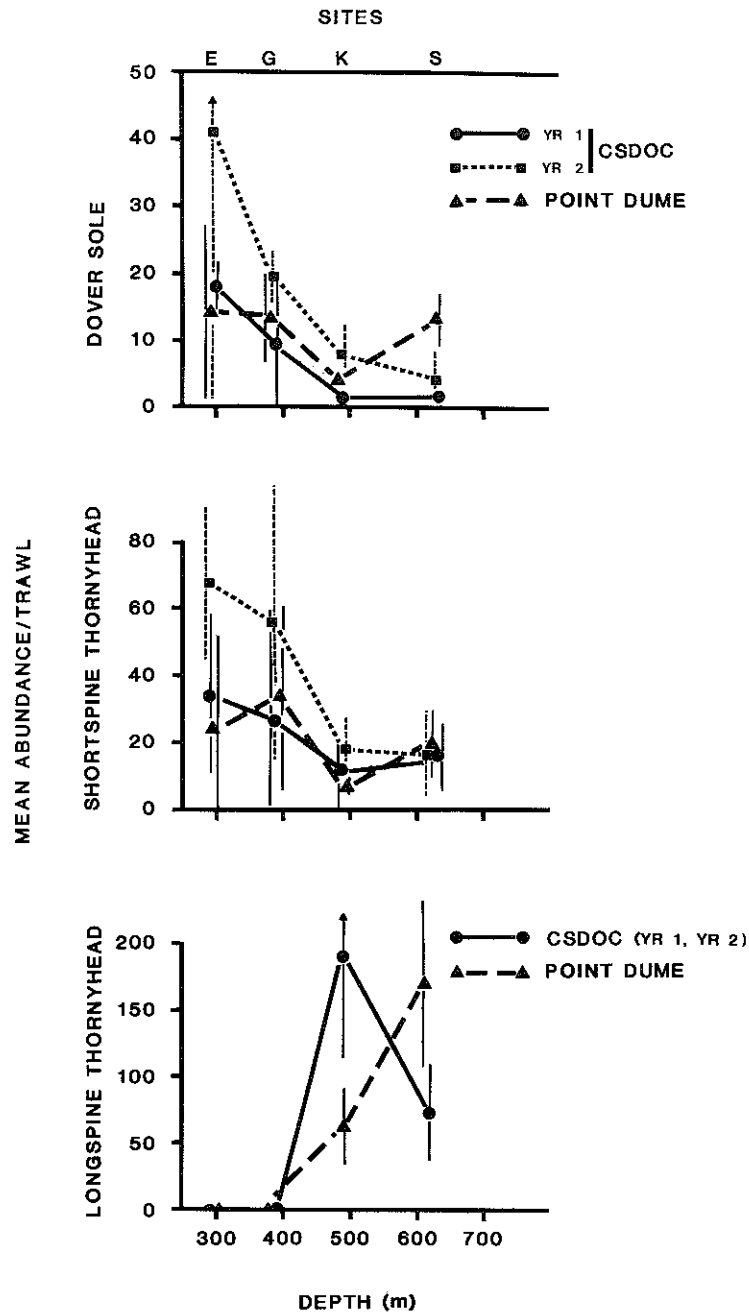 SITES
E G K S
50
40
30
20
10
0
DOVER SOLE
YR 1
YR 2
CSDOC
POINT DUME
MEAN ABUNDANCE/TRAWL
80
60
40
20
0
SHORTSPINE THORNYHEAD
200
150
100
50
0
LONGSPINE THORNYHEAD
CSDOC (YR 1, YR 2)
POINT DUME
300 400 500 600 700
DEPTH (m)